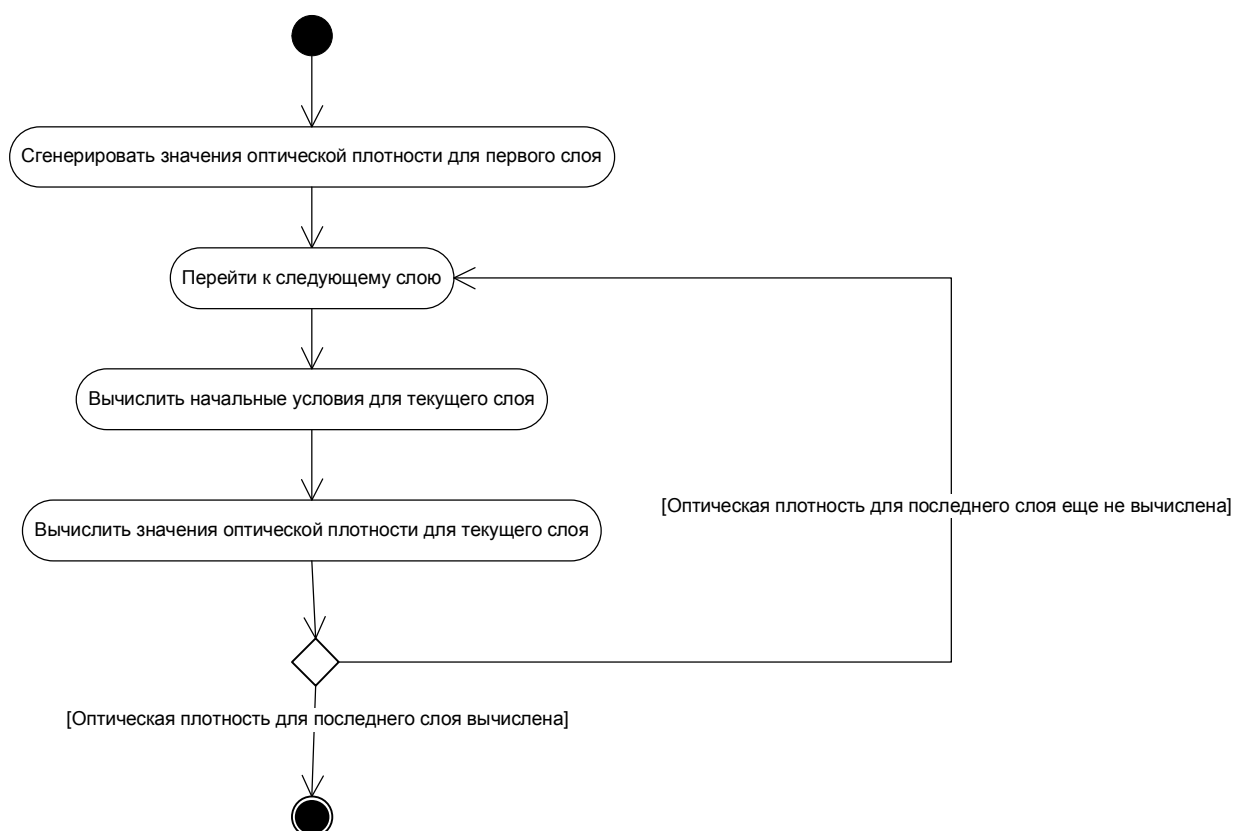 Сгенерировать значения оптической плотности для первого слоя
Перейти к следующему слою
Вычислить начальные условия для текущего слоя
[Оптическая плотность для последнего слоя еще не вычислена]
Вычислить значения оптической плотности для текущего слоя
[Оптическая плотность для последнего слоя вычислена]